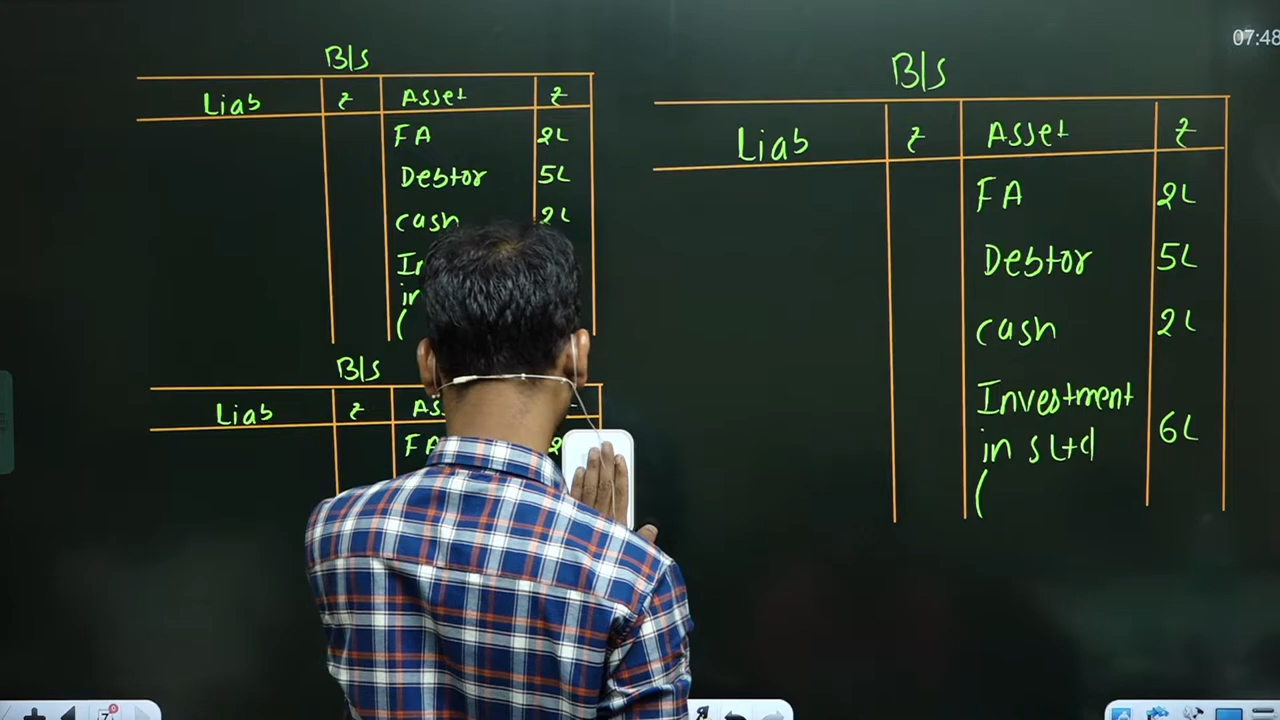 B/s
Liab ₹ Asset ₹
FA 2L
Debtor 5L
cash 2L
(
B/s
Liab ₹
FA
B/s
Liab ₹ Asset ₹
FA 2L
Debtor 5L
cash 2L
Investment
in s Ltd 6L
(
07:48